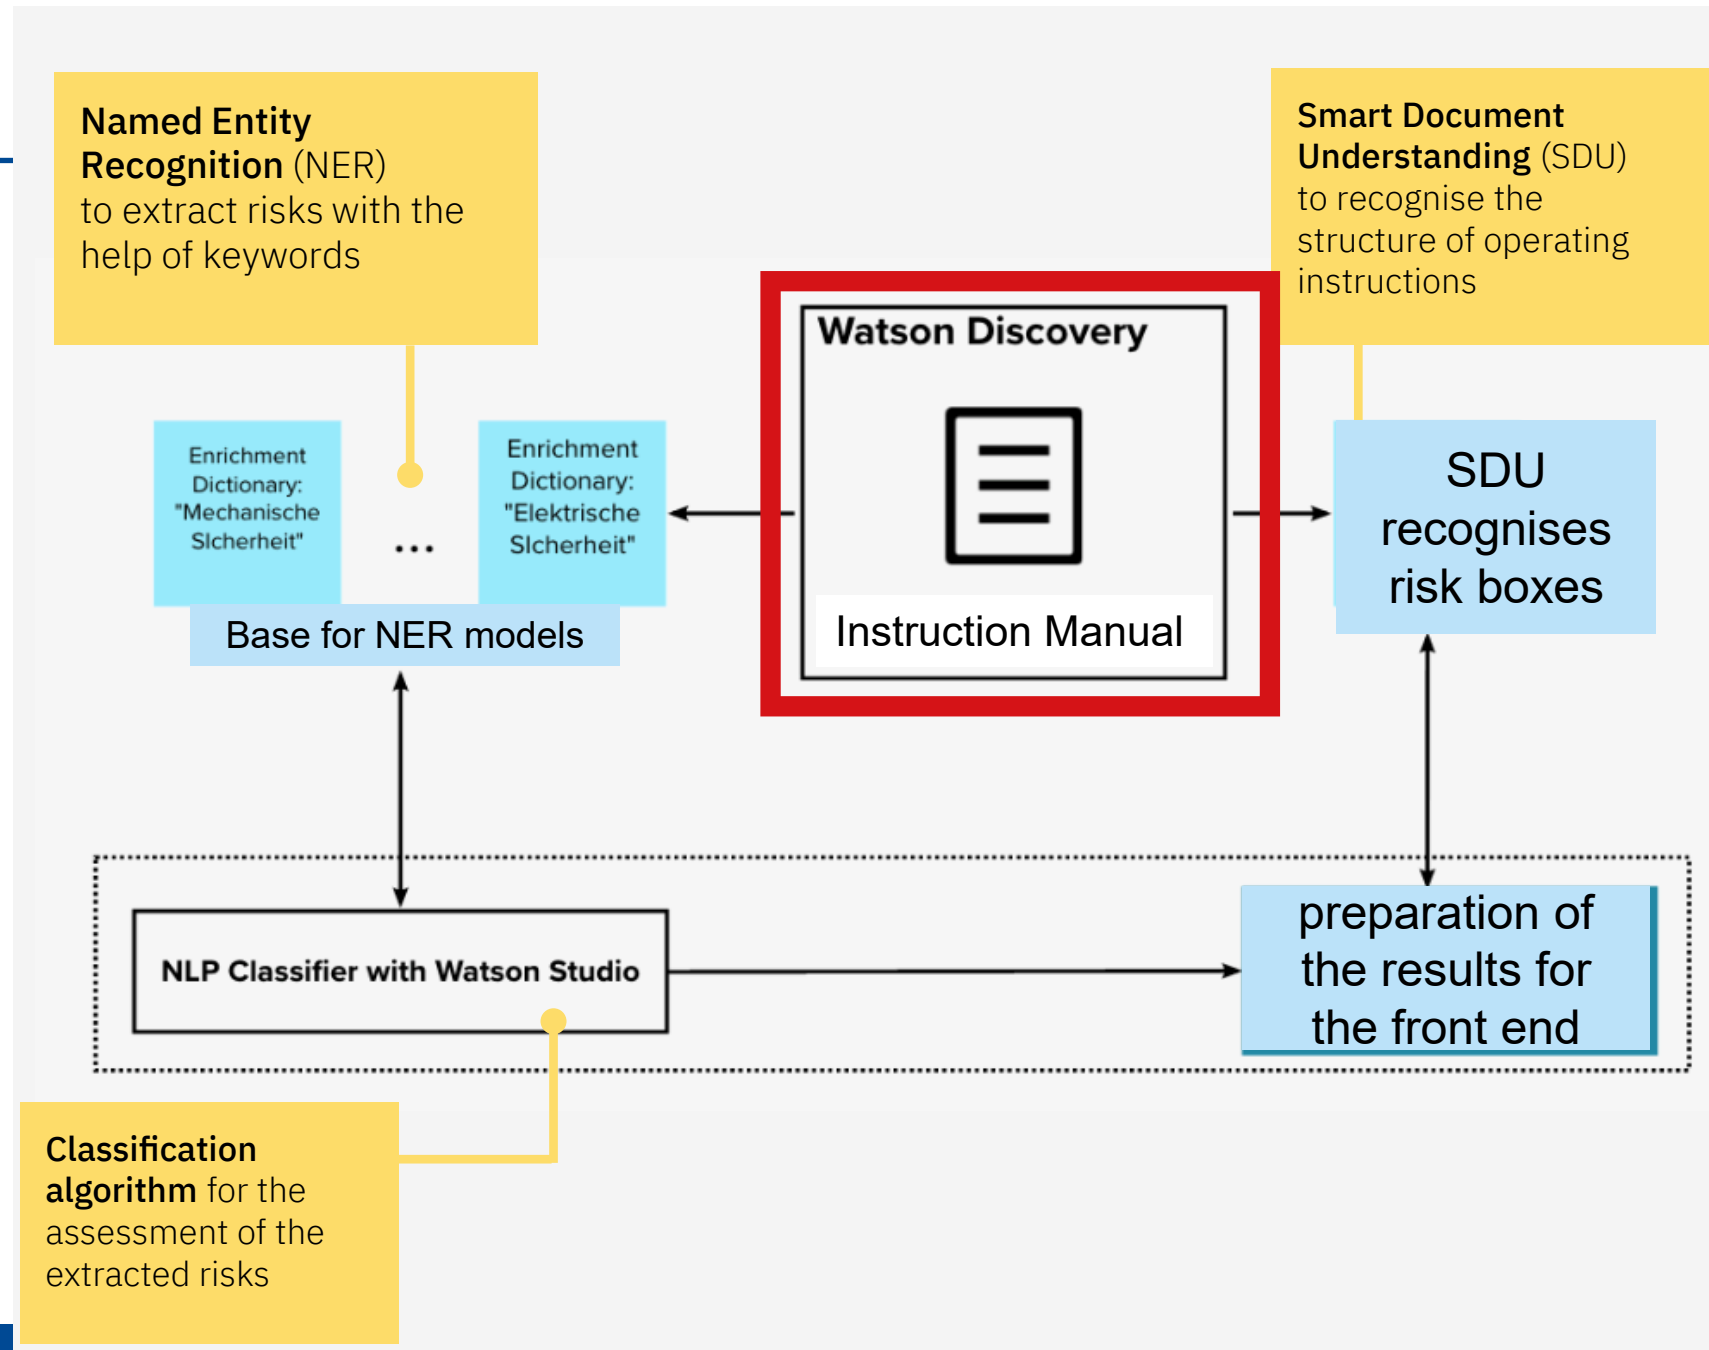 Named Entity
Recognition (NER)
to extract risks with the
help of keywords
Smart Document
Understanding (SDU)
to recognise the
structure of operating
instructions
Watson Discovery
Instruction Manual
Enrichment
Dictionary:
"Mechanische
SIcherheit"
...
Enrichment
Dictionary:
"Elektrische
SIcherheit"
Base for NER models
SDU
recognises
risk boxes
NLP Classifier with Watson Studio
preparation of
the results for
the front end
Classification
algorithm for the
assessment of the
extracted risks